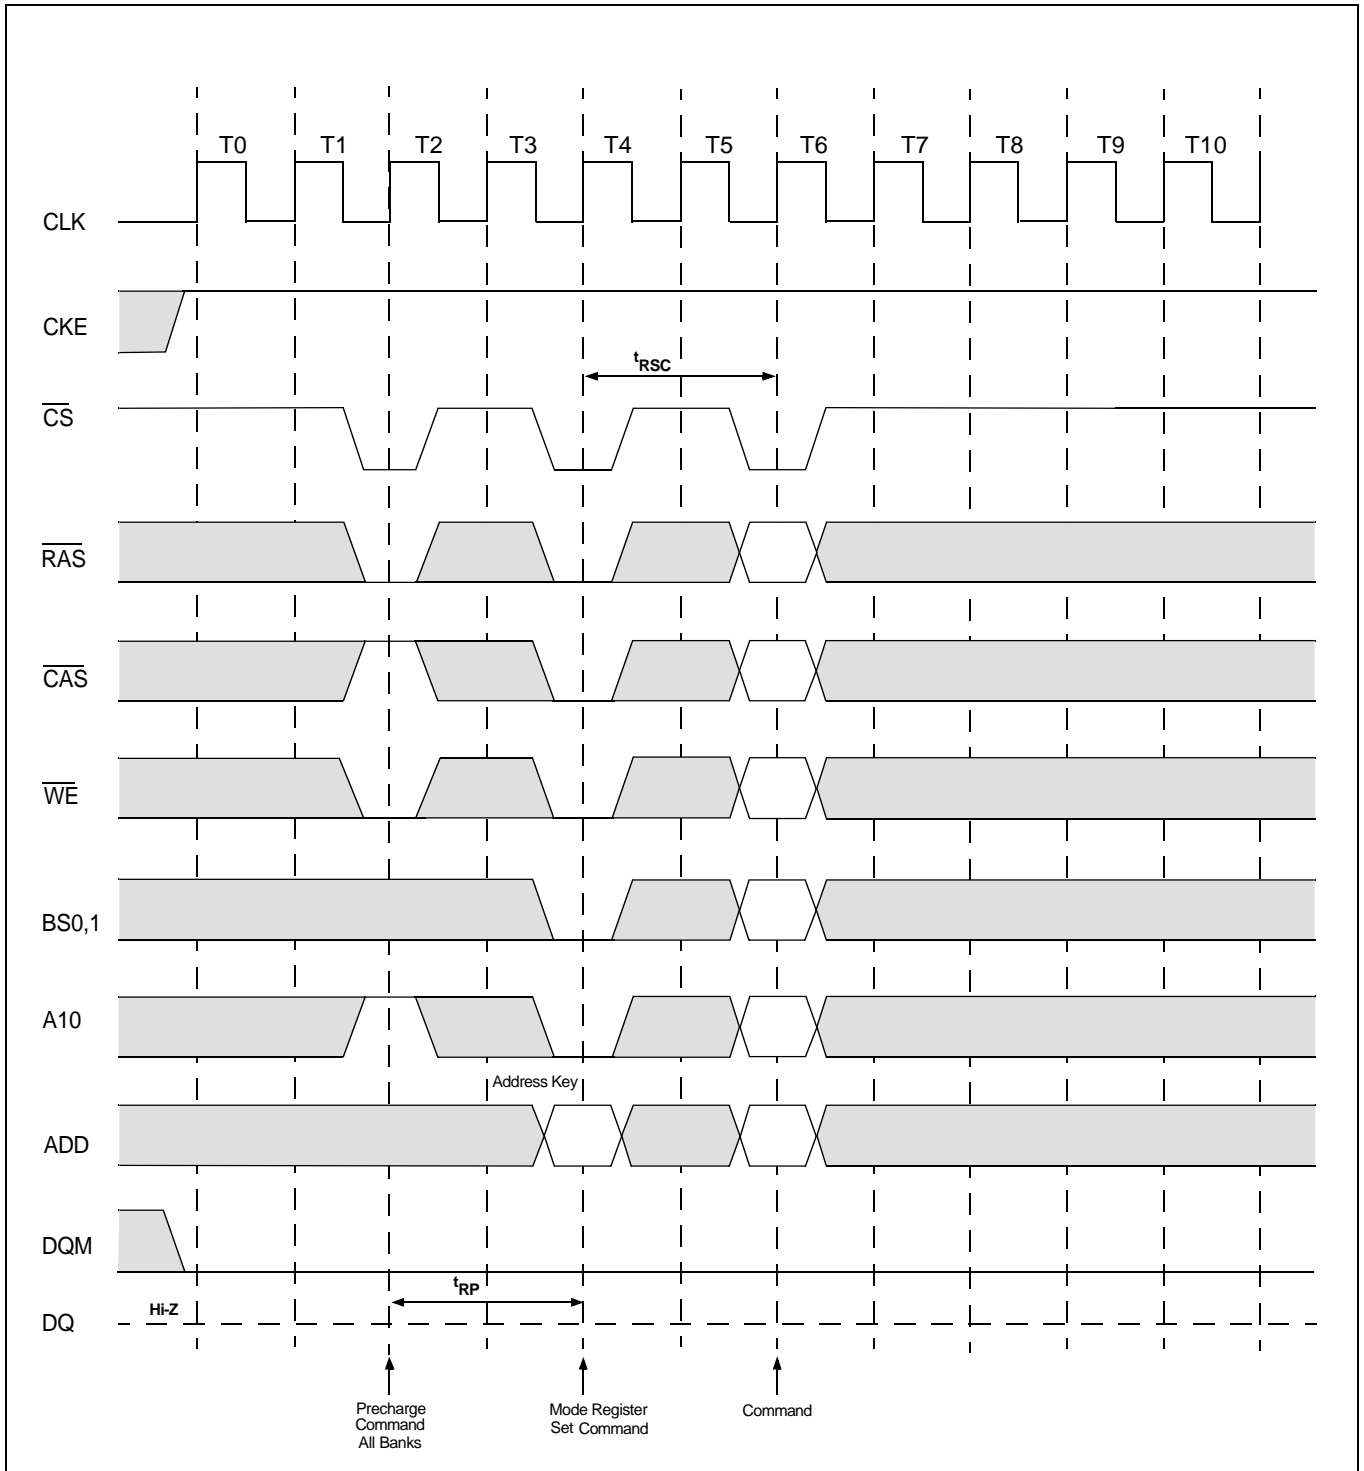 T0 T1 T2 T3 T4 T5 T6 T7 T8 T9 T10
CLK
CKE
tRSC
CS
RAS
CAS
WE
BS0,1
A10
Address Key
ADD
DQM
tRP
Hi-Z
DQ
Precharge
Command
All Banks
Mode Register
Set Command
Command